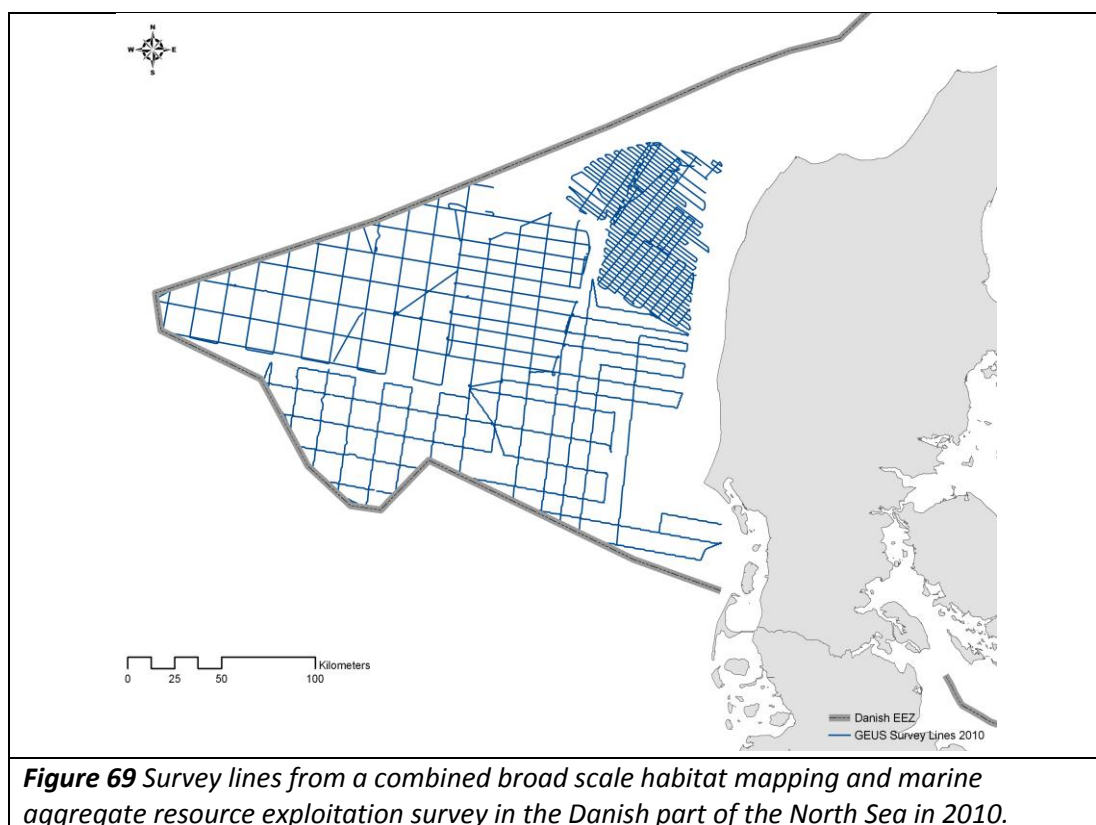 N
W E
S
Kilometers
0 25 50 100
Danish EEZ
GEUS Survey Lines 2010
Figure 69 Survey lines from a combined broad scale habitat mapping and marine
aggregate resource exploitation survey in the Danish part of the North Sea in 2010.